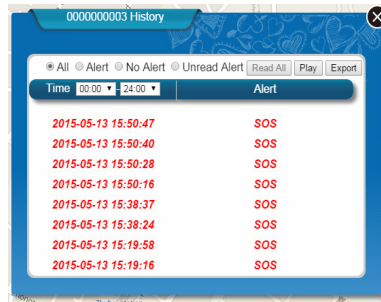 0000000003 History
All Alert No Alert Unread Alert Read All Play Export
Time 00:00 - 24:00 Alert
2015-05-13 15:50:47 SOS
2015-05-13 15:50:40 SOS
2015-05-13 15:50:28 SOS
2015-05-13 15:50:16 SOS
2015-05-13 15:38:37 SOS
2015-05-13 15:38:24 SOS
2015-05-13 15:19:58 SOS
2015-05-13 15:19:16 SOS